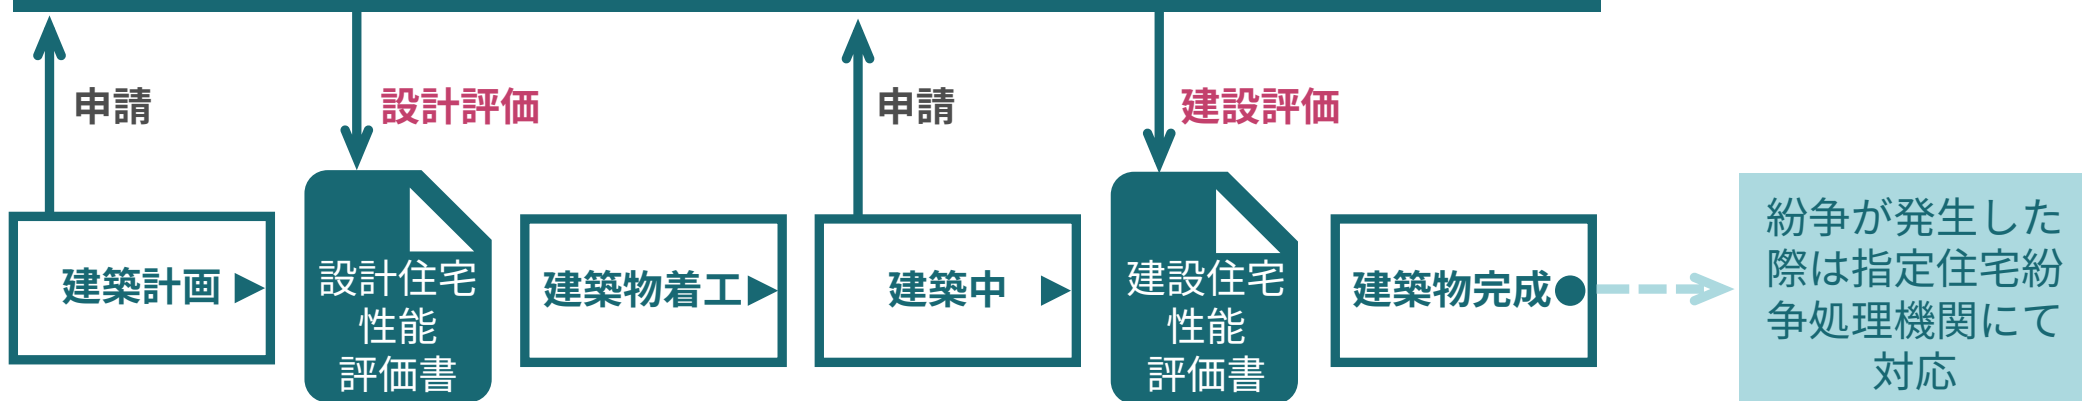 申請
設計評価
申請
建設評価
建築計画
設計住宅
性能
評価書
建築物着工
建築中
建設住宅
性能
評価書
建築物完成
紛争が発生した
際は指定住宅紛
争処理機関にて
対応